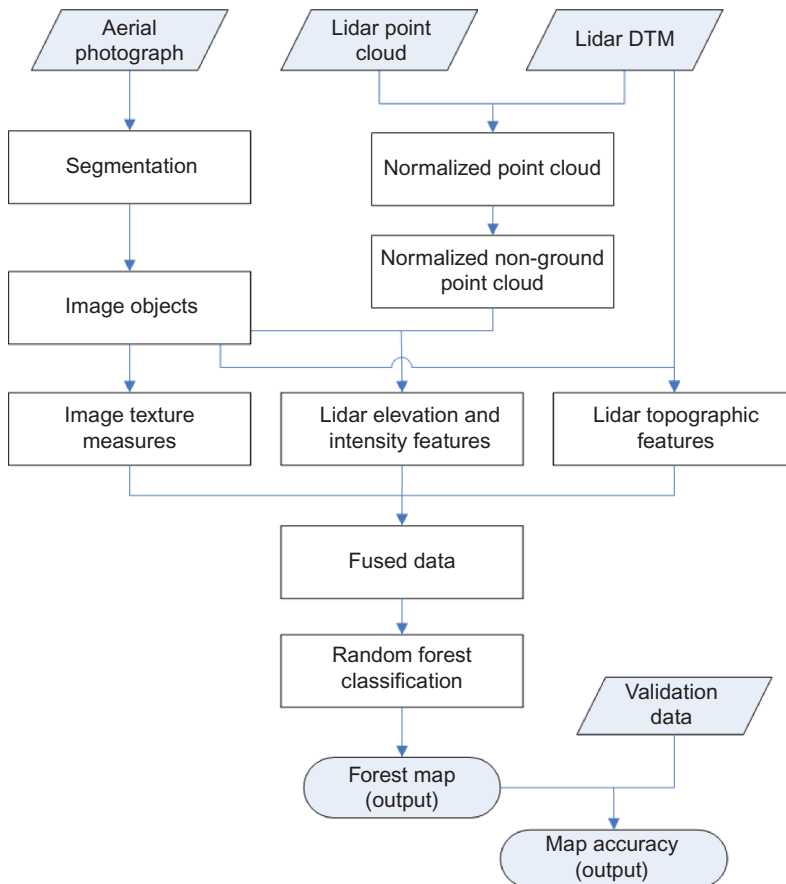 Aerial
photograph
Lidar point
cloud
Lidar DTM
Segmentation
Normalized point cloud
Normalized non-ground
point cloud
Image objects
Image texture
measures
Lidar elevation and
intensity features
Lidar topographic
features
Fused data
Random forest
classification
Validation
data
Forest map
(output)
Map accuracy
(output)